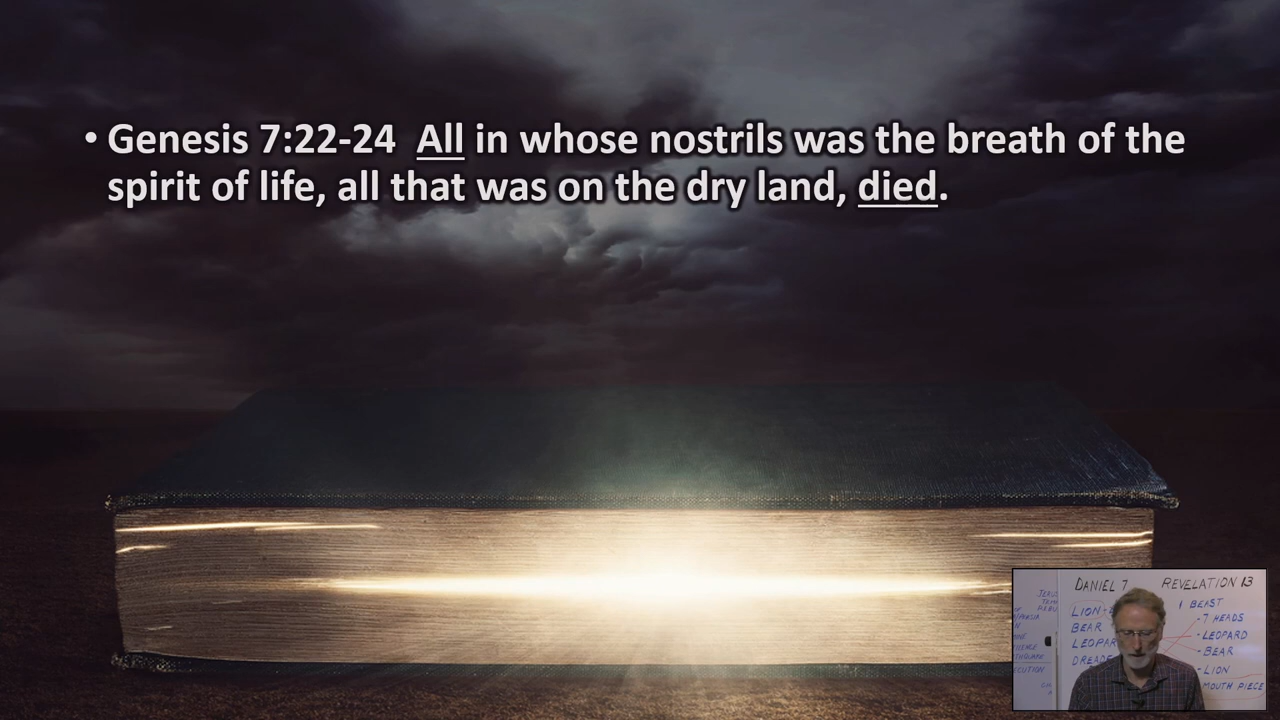 • Genesis 7:22-24 All in whose nostrils was the breath of the
spirit of life, all that was on the dry land, died.
DANIEL 7
REVELATION 13
LION
BEAR
1 BEAST
- 7 HEADS
- LEOPARD
- BEAR
- LION
MOUTH PIECE